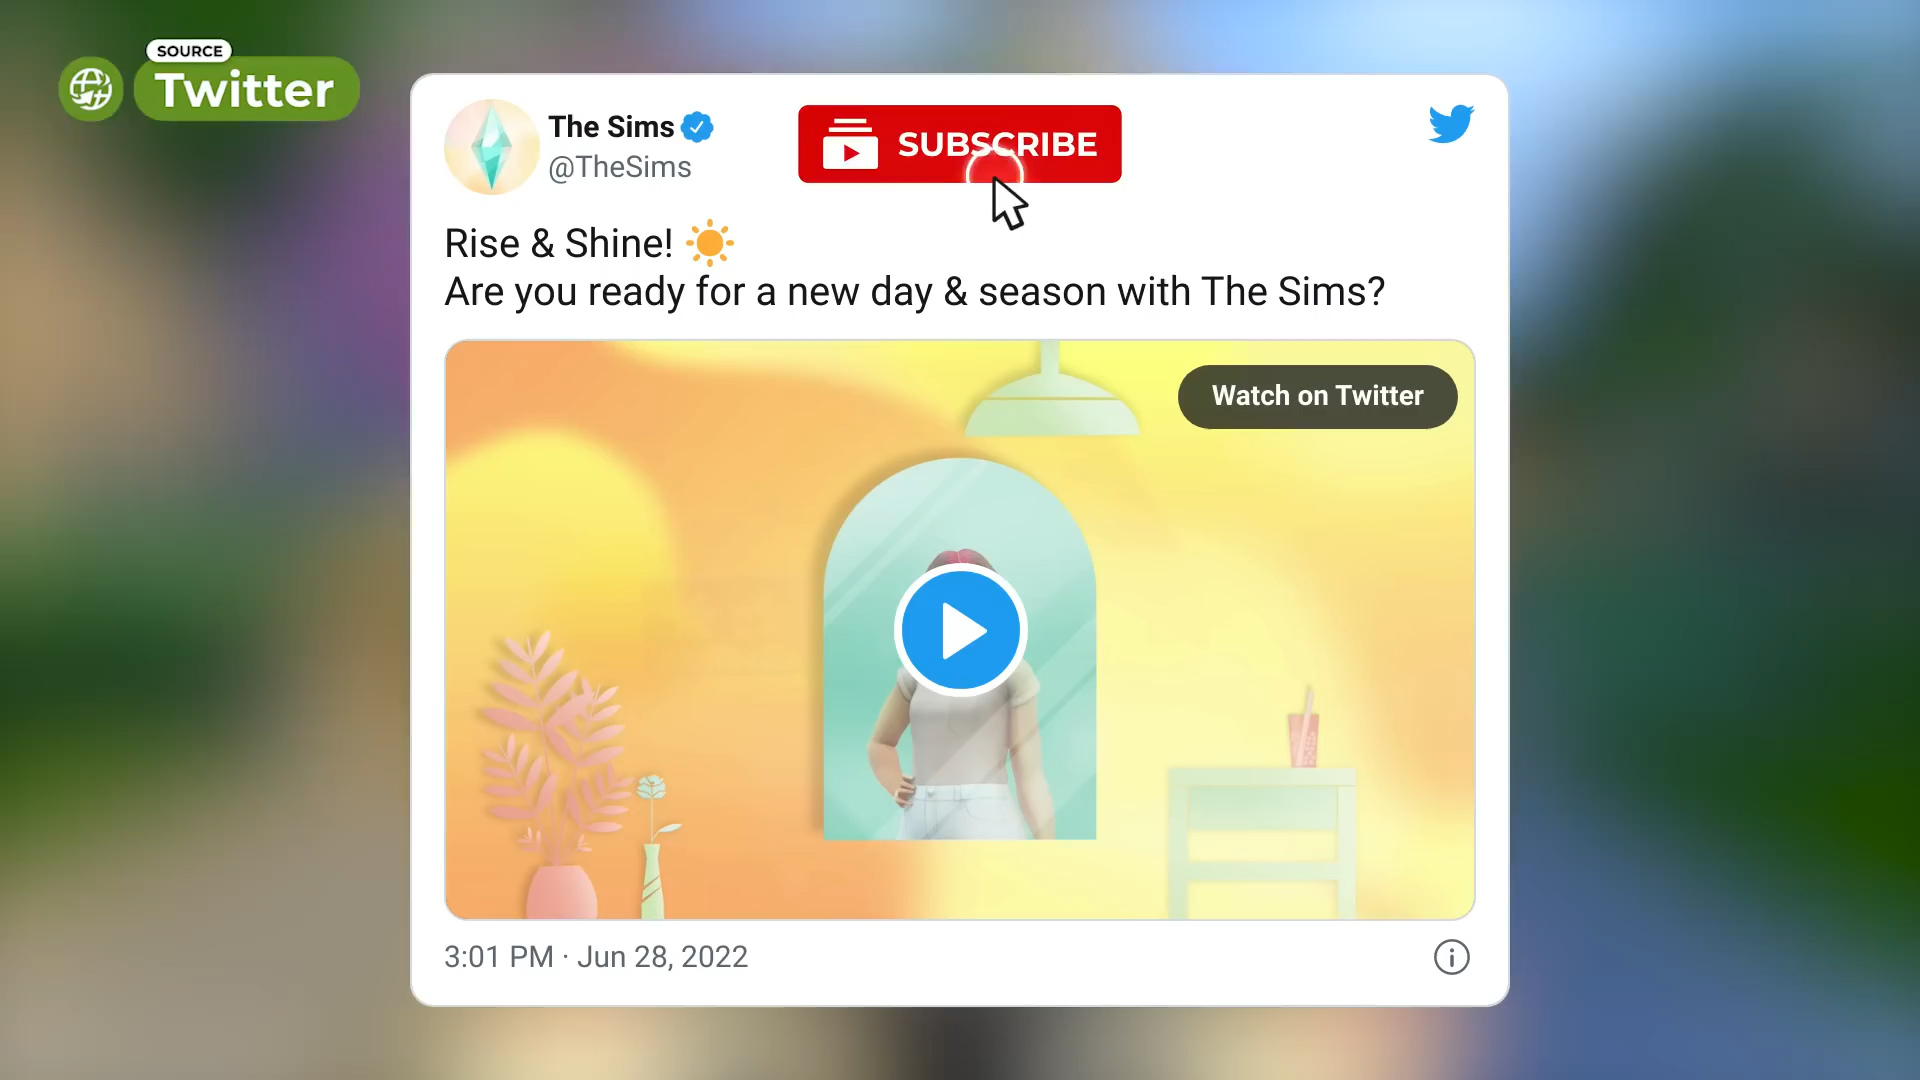 SOURCE
Twitter
The Sims
@TheSims
SUBSCRIBE
Rise & Shine!
Are you ready for a new day & season with The Sims?
Watch on Twitter
3:01 PM · Jun 28, 2022